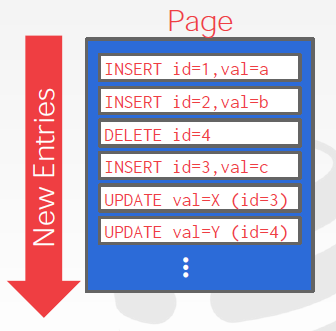 Page
New Entries
INSERT id=1,val=a
INSERT id=2,val=b
DELETE id=4
INSERT id=3,val=c
UPDATE val=X (id=3)
UPDATE val=Y (id=4)
⋮